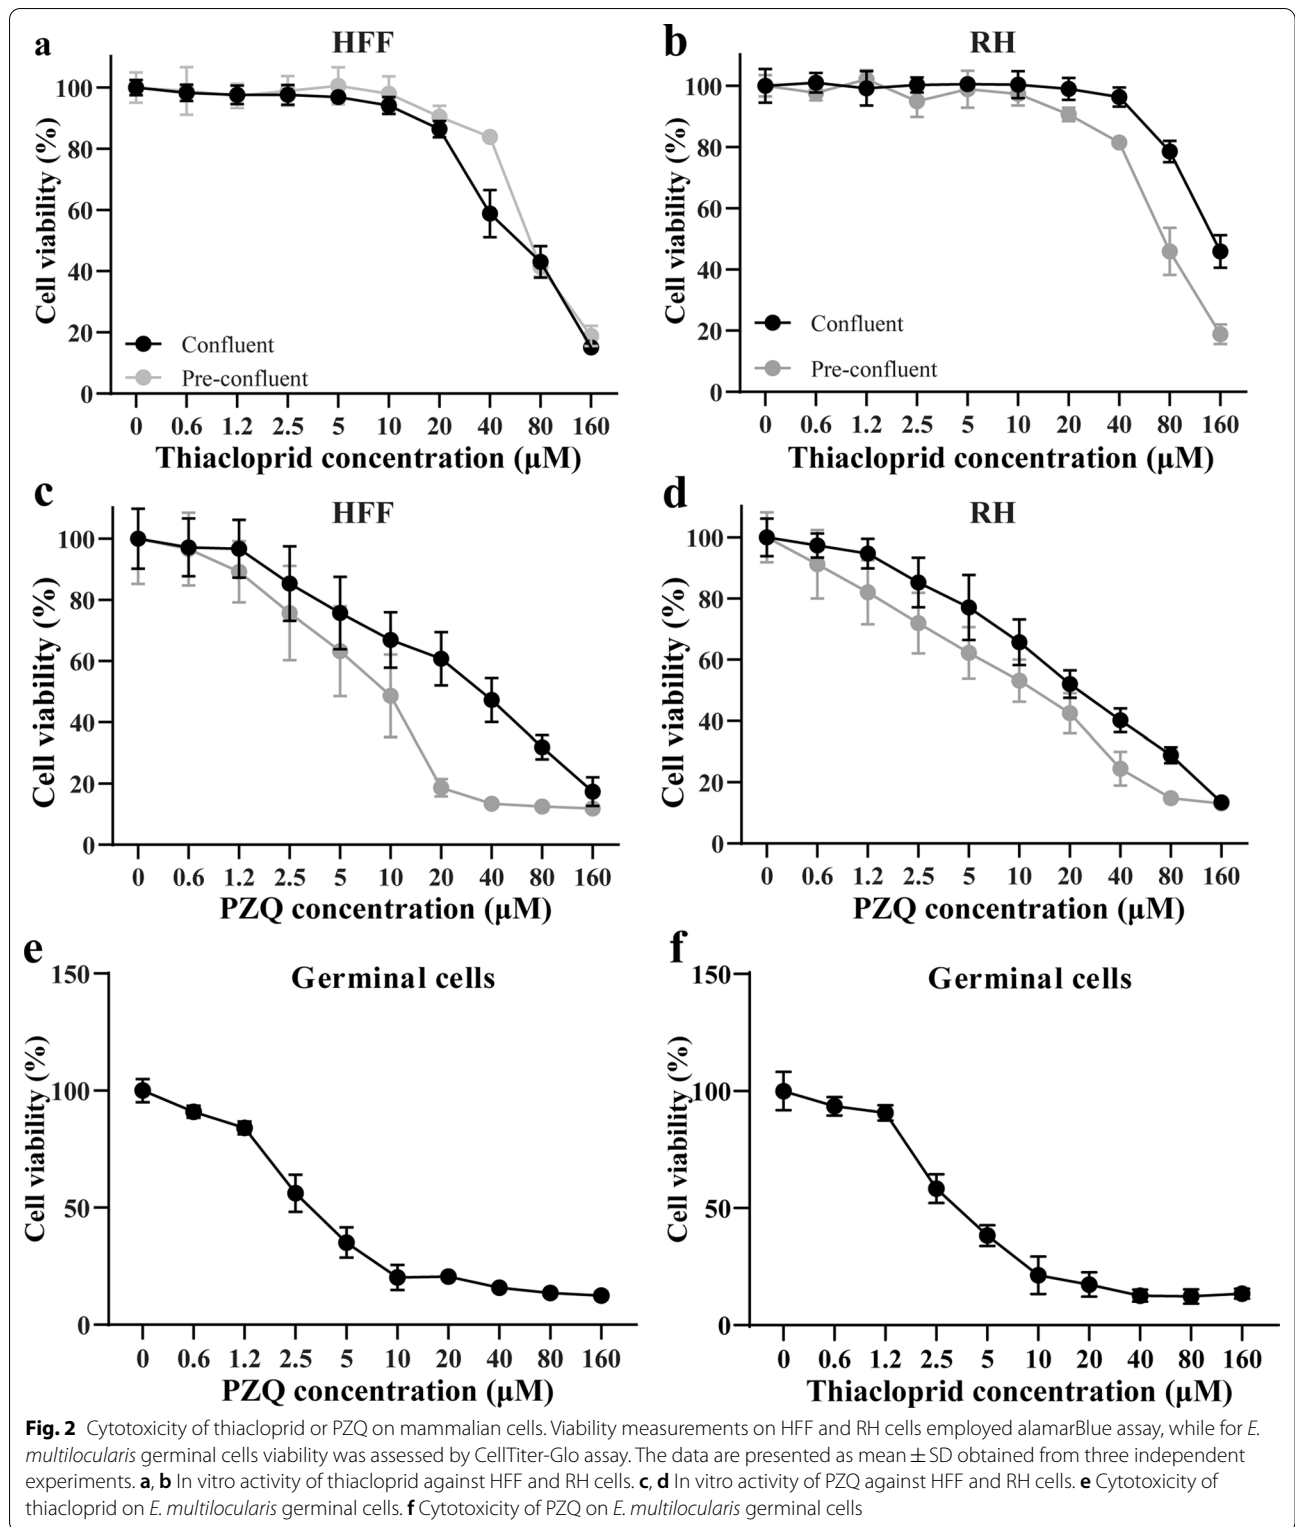 a
HFF
100
80
60
40
20
0
Cell viability (%)
Confluent
Pre-confluent
0 0.6 1.2 2.5 5 10 20 40 80 160
Thiacloprid concentration (μM)
b
RH
100
80
60
40
20
0
Cell viability (%)
Confluent
Pre-confluent
0 0.6 1.2 2.5 5 10 20 40 80 160
Thiacloprid concentration (μM)
c
HFF
100
80
60
40
20
0
Cell viability (%)
0 0.6 1.2 2.5 5 10 20 40 80 160
PZQ concentration (μM)
d
RH
100
80
60
40
20
0
Cell viability (%)
0 0.6 1.2 2.5 5 10 20 40 80 160
PZQ concentration (μM)
e
Germinal cells
150
100
50
0
Cell viability (%)
0 0.6 1.2 2.5 5 10 20 40 80 160
PZQ concentration (μM)
f
Germinal cells
150
100
50
0
Cell viability (%)
0 0.6 1.2 2.5 5 10 20 40 80 160
Thiacloprid concentration (μM)
Fig. 2 Cytotoxicity of thiacloprid or PZQ on mammalian cells. Viability measurements on HFF and RH cells employed alamarBlue assay, while for E.
multilocularis germinal cells viability was assessed by CellTiter-Glo assay. The data are presented as mean ± SD obtained from three independent
experiments. a, b In vitro activity of thiacloprid against HFF and RH cells. c, d In vitro activity of PZQ against HFF and RH cells. e Cytotoxicity of
thiacloprid on E. multilocularis germinal cells. f Cytotoxicity of PZQ on E. multilocularis germinal cells